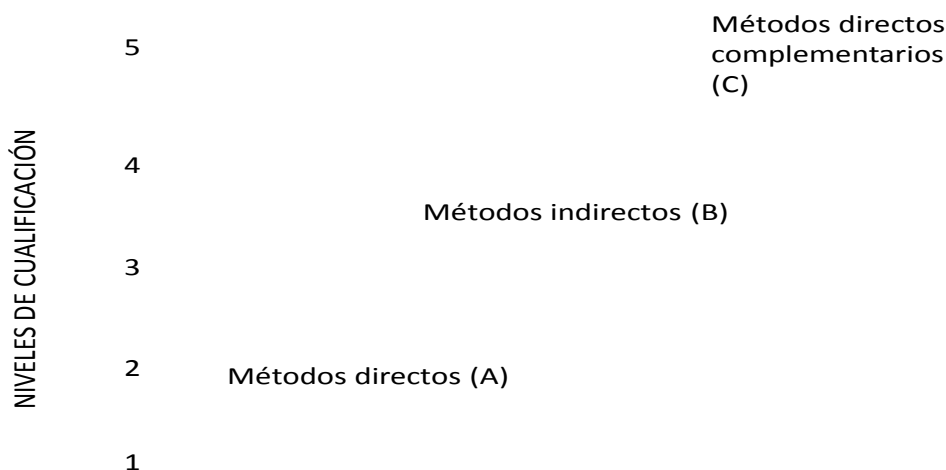 Métodos directos
complementarios
(C)
5
4
Métodos indirectos (B)
3
2
Métodos directos (A)
1
NIVELES DE CUALIFICACIÓN